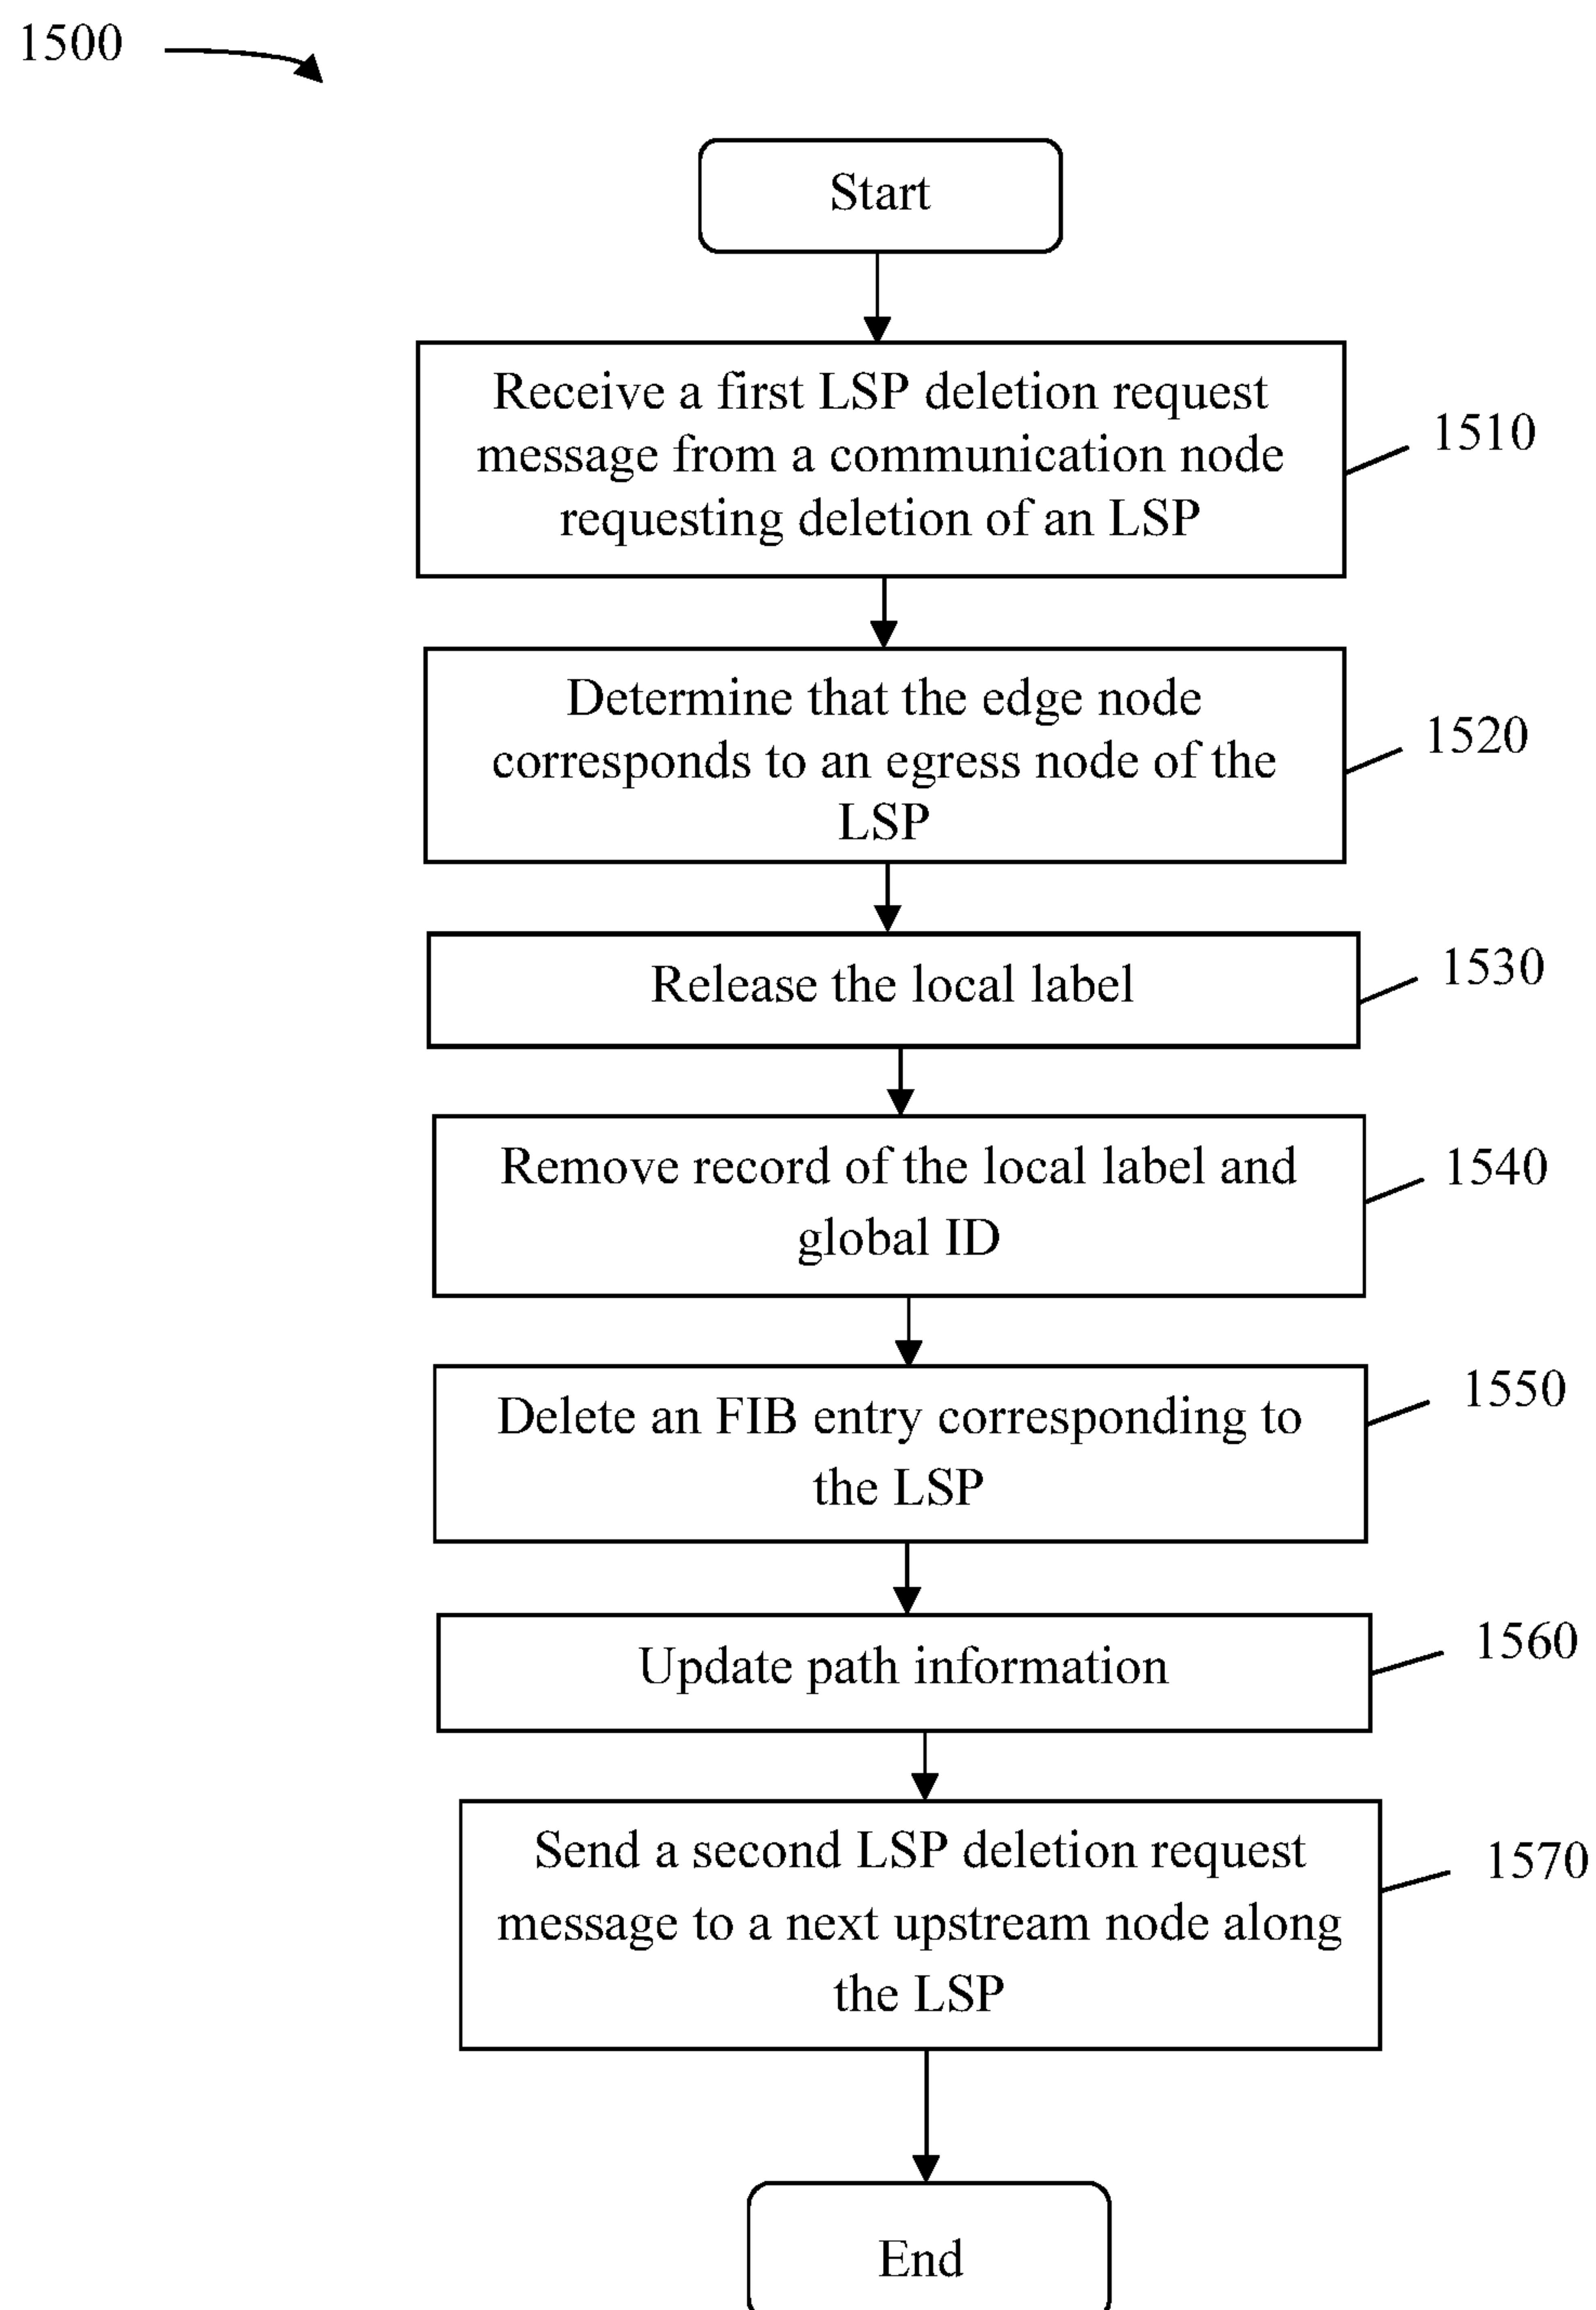 1500
Start
Receive a first LSP deletion request
message from a communication node
requesting deletion of an LSP
1510
Determine that the edge node
corresponds to an egress node of the
LSP
1520
Release the local label
1530
Remove record of the local label and
global ID
1540
Delete an FIB entry corresponding to
the LSP
1550
Update path information
1560
Send a second LSP deletion request
message to a next upstream node along
the LSP
1570
End